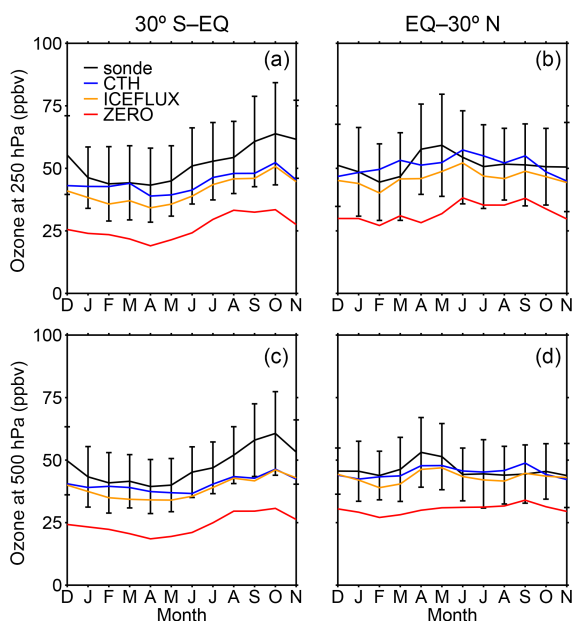 30° S–EQ
EQ–30° N
100
75
50
25
0
Ozone at 250 hPa (ppbv)
(a)
sonde
CTH
ICEFLUX
ZERO
D J F M A M J J A S O N
(b)
D J F M A M J J A S O N
100
75
50
25
0
Ozone at 500 hPa (ppbv)
(c)
D J F M A M J J A S O N
Month
(d)
D J F M A M J J A S O N
Month